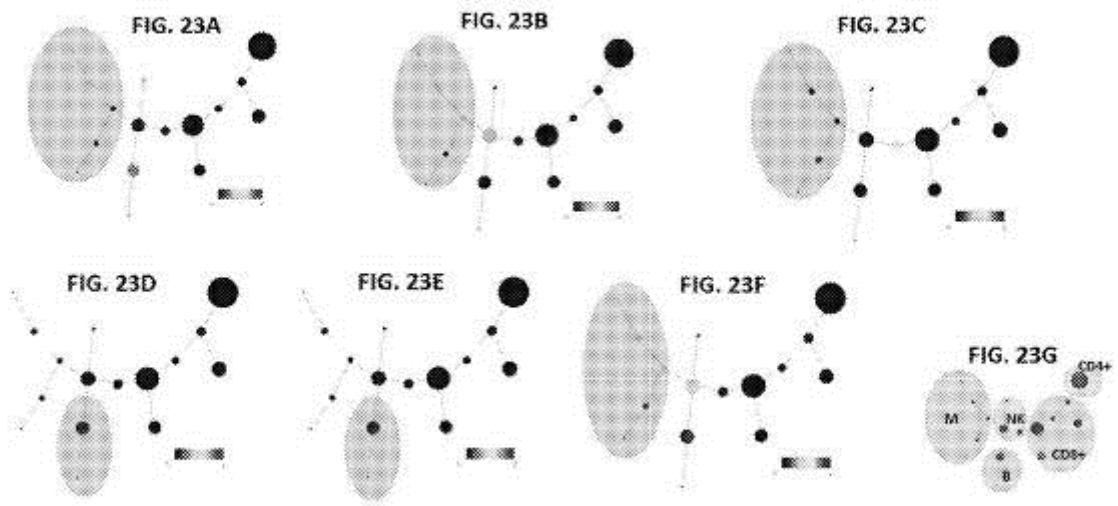 FIG. 23A
FIG. 23B
FIG. 23C
FIG. 23D
FIG. 23E
FIG. 23F
FIG. 23G
CD4+
M
NK
CD8+
B